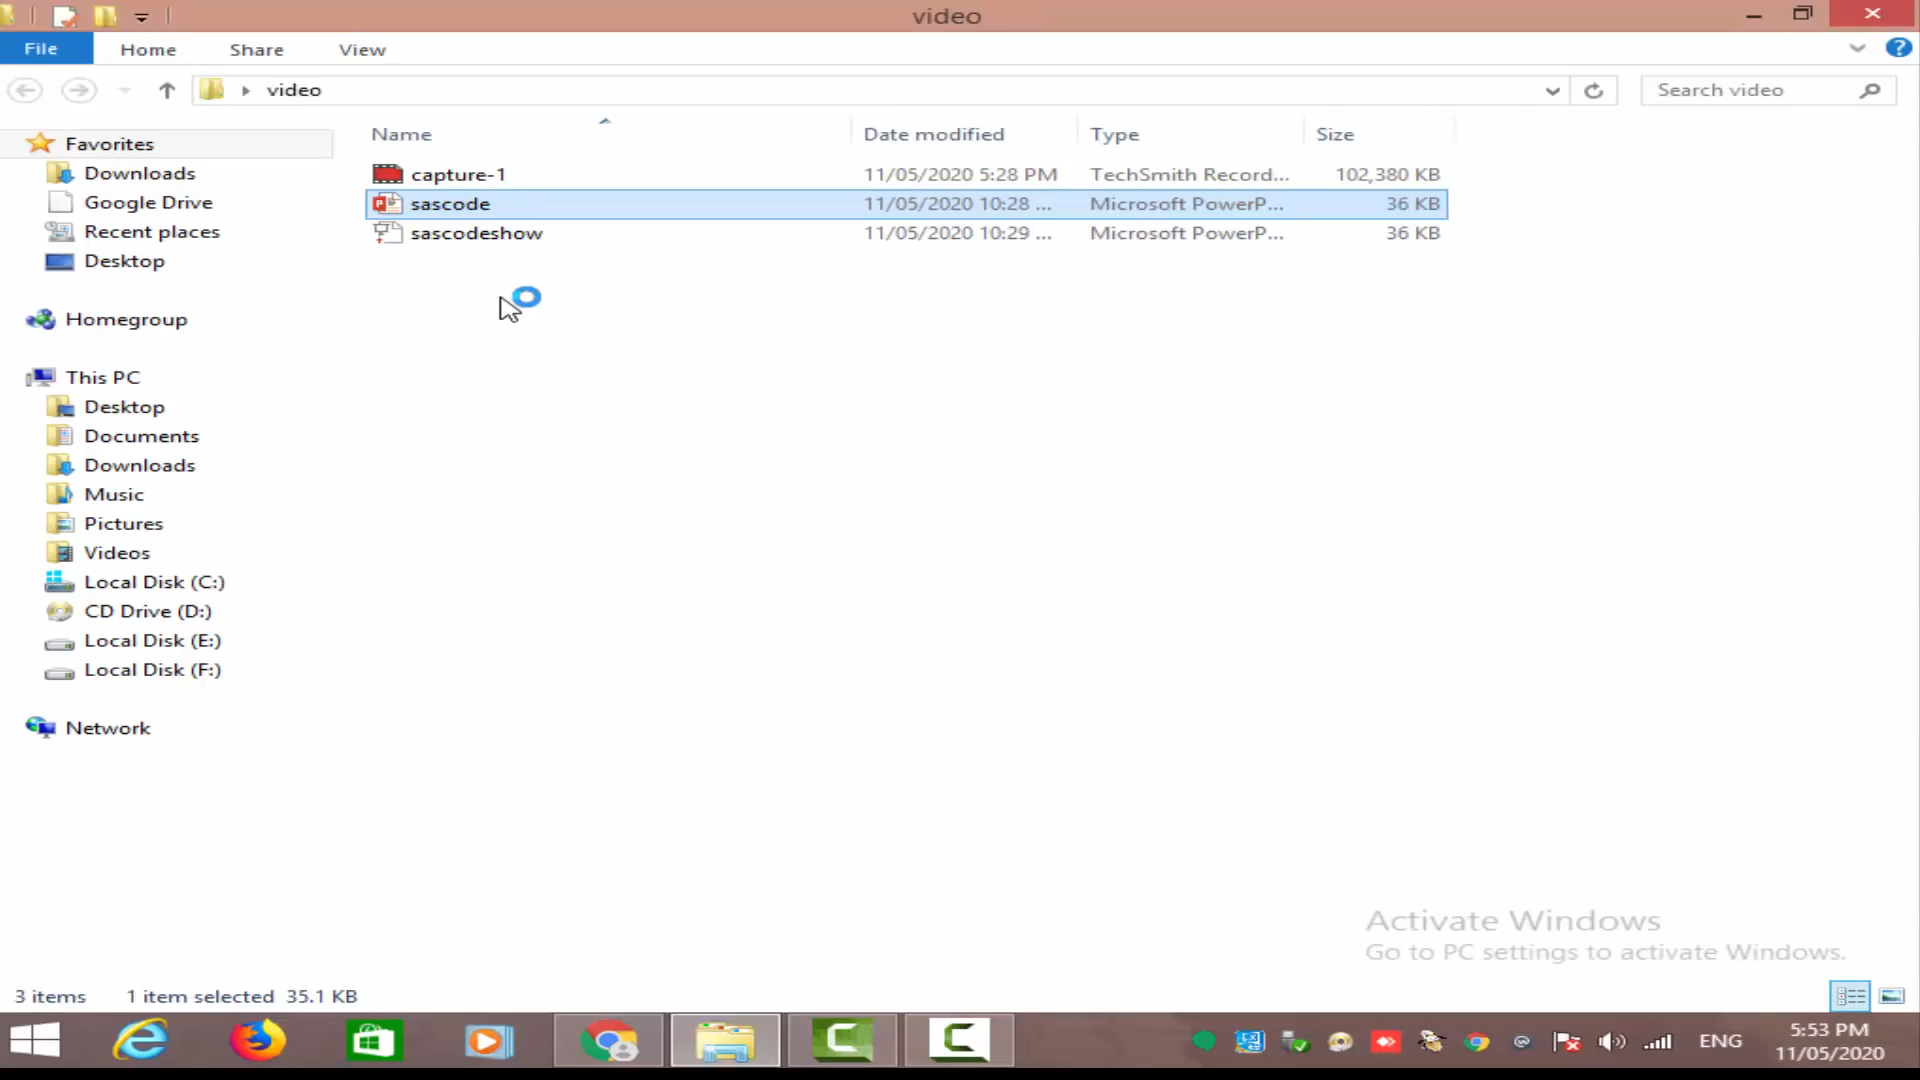 video
File Home Share View
video
Search video
Name Date modified Type Size
Favorites
Downloads
Google Drive
Recent places
Desktop
Homegroup
This PC
Desktop
Documents
Downloads
Music
Pictures
Videos
Local Disk (C:)
CD Drive (D:)
Local Disk (E:)
Local Disk (F:)
Network
capture-1 11/05/2020 5:28 PM TechSmith Record... 102,380 KB
sascode 11/05/2020 10:28 ... Microsoft PowerP... 36 KB
sascodeshow 11/05/2020 10:29 ... Microsoft PowerP... 36 KB
Activate Windows
Go to PC settings to activate Windows.
3 items 1 item selected 35.1 KB
ENG
5:53 PM
11/05/2020